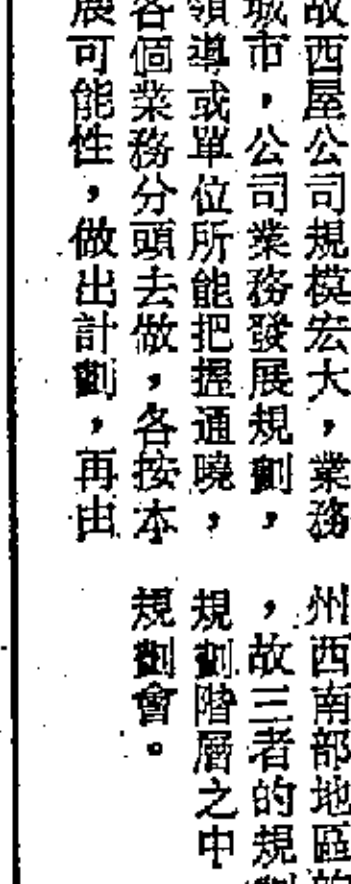 故西屋公司規模宏大，業務
城市，公司業務發展規劃，
領導或單位所能把握通曉，
各個業務分頭去做，各按本
展可能性，做出計劃，再由
州西南部地區的
，故三者的規劃
規劃階層之中
規劃會。